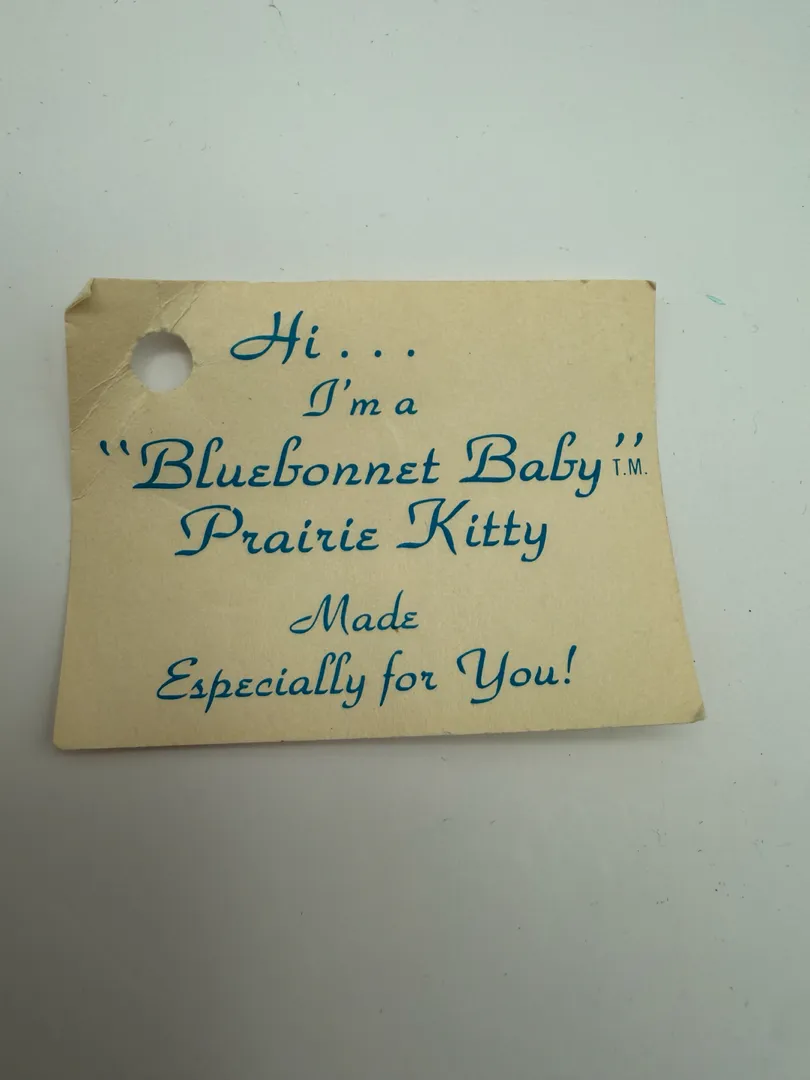 Hi . . .
I'm a
"Bluebonnet Baby" T.M.
Prairie Kitty
Made
Especially for You!